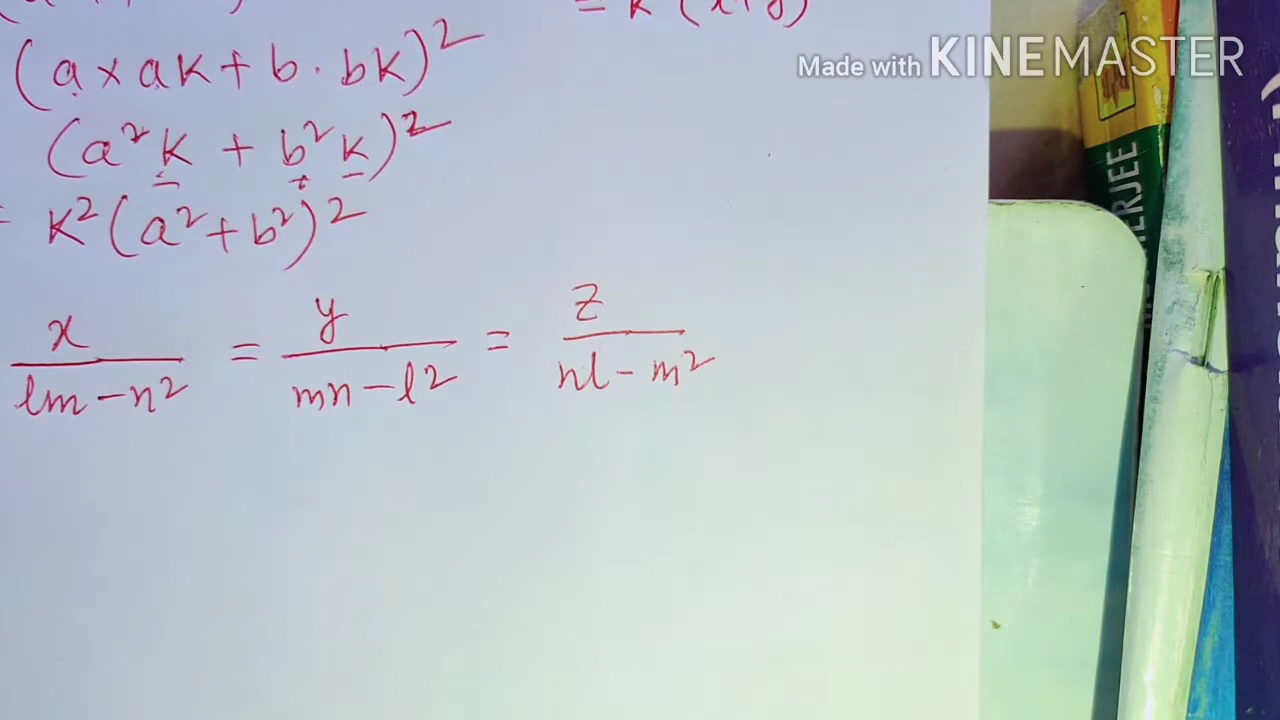 Made with KINEMASTER
(a × ak + b · bk)²
(a²k + b²k)²
= k²(a²+b²)²
x/(lm-n²) = y/(mn-l²) = z/(nl-m²)